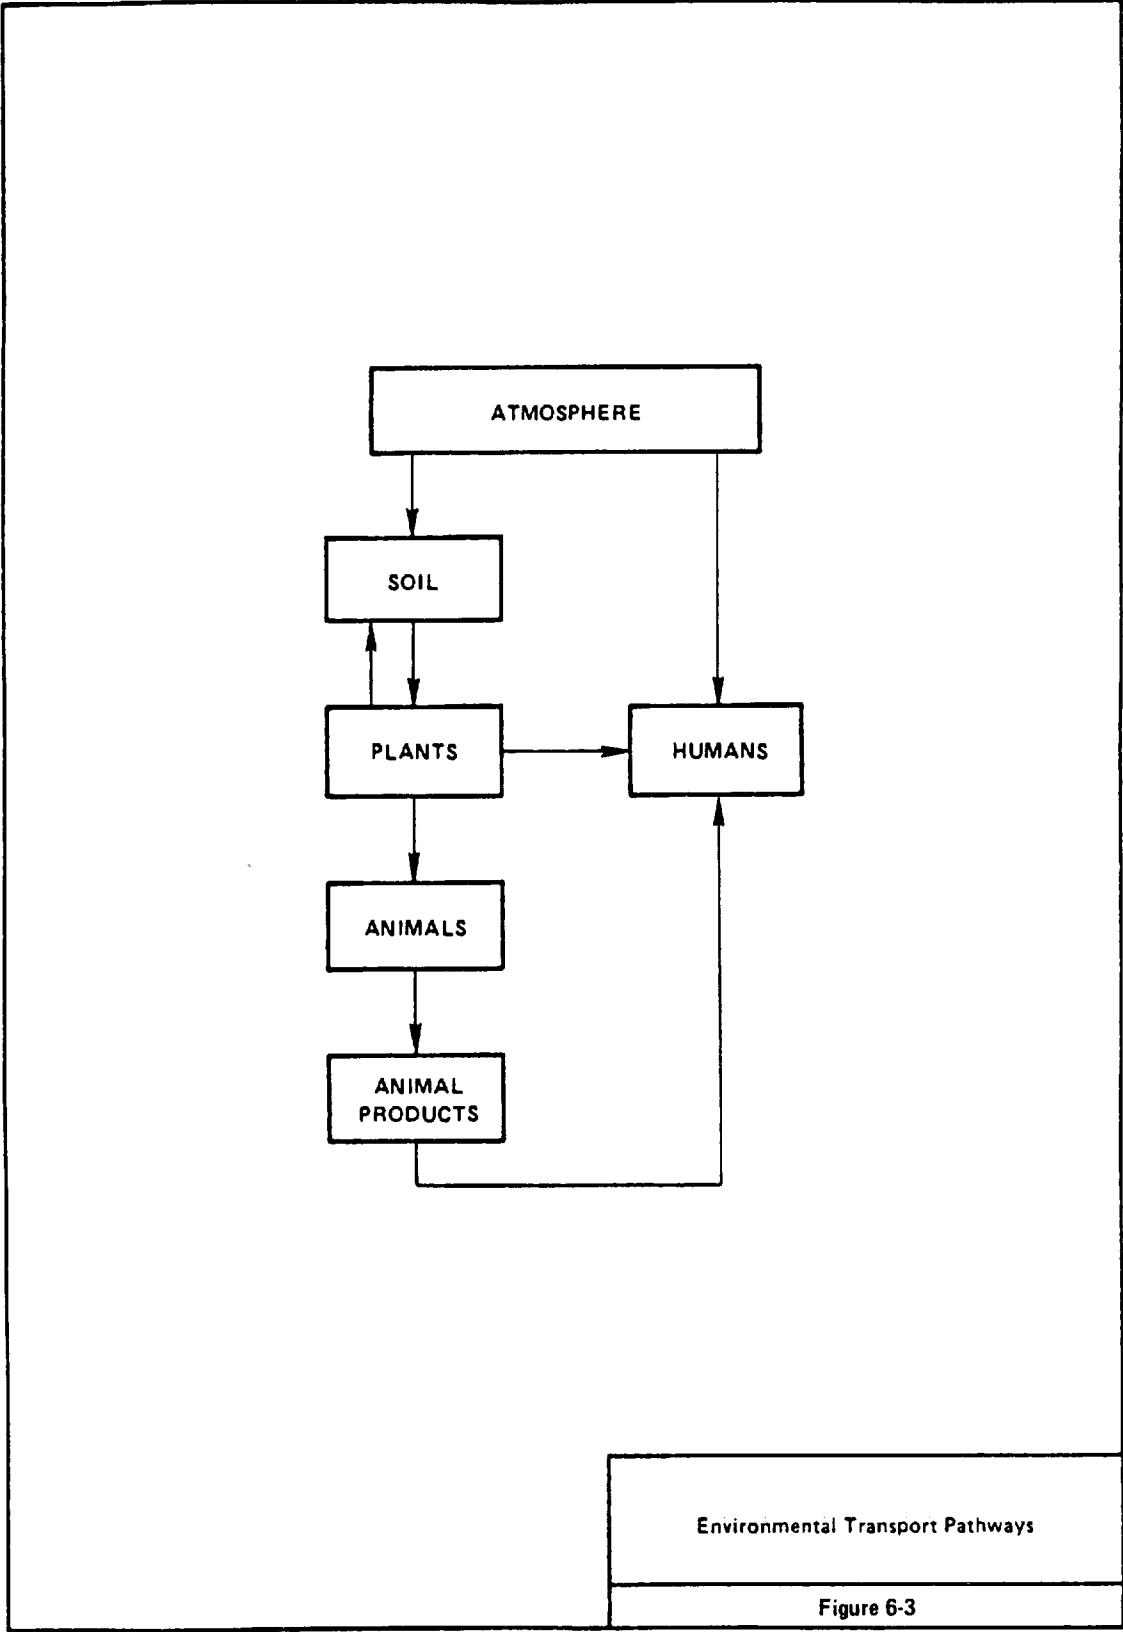 ATMOSPHERE
SOIL
PLANTS
HUMANS
ANIMALS
ANIMAL
PRODUCTS
Environmental Transport Pathways
Figure 6-3